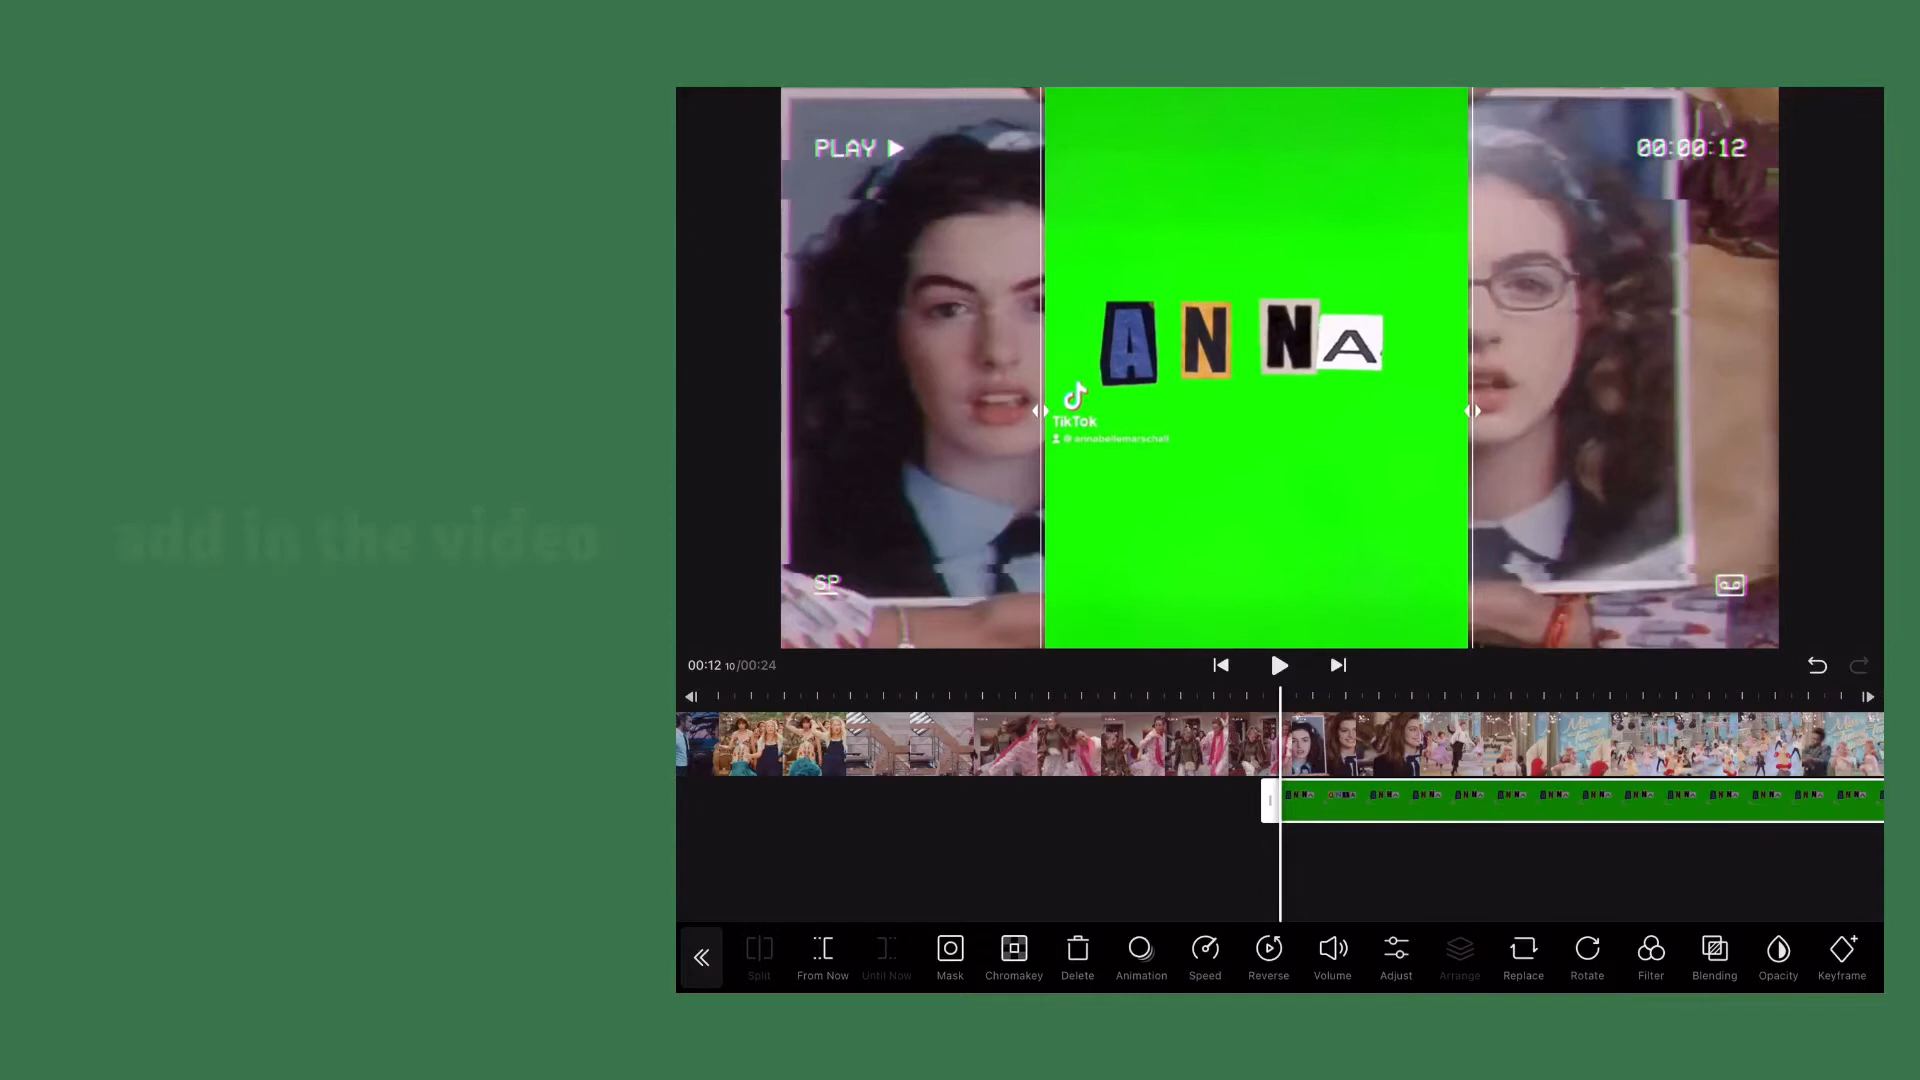 add in the video
PLAY
00:00:12
A N N A
TikTok
@annabellemarschall
SP
00:12 10/00:24
Split
From Now
Until Now
Mask
Chromakey
Delete
Animation
Speed
Reverse
Volume
Adjust
Arrange
Replace
Rotate
Filter
Blending
Opacity
Keyframe